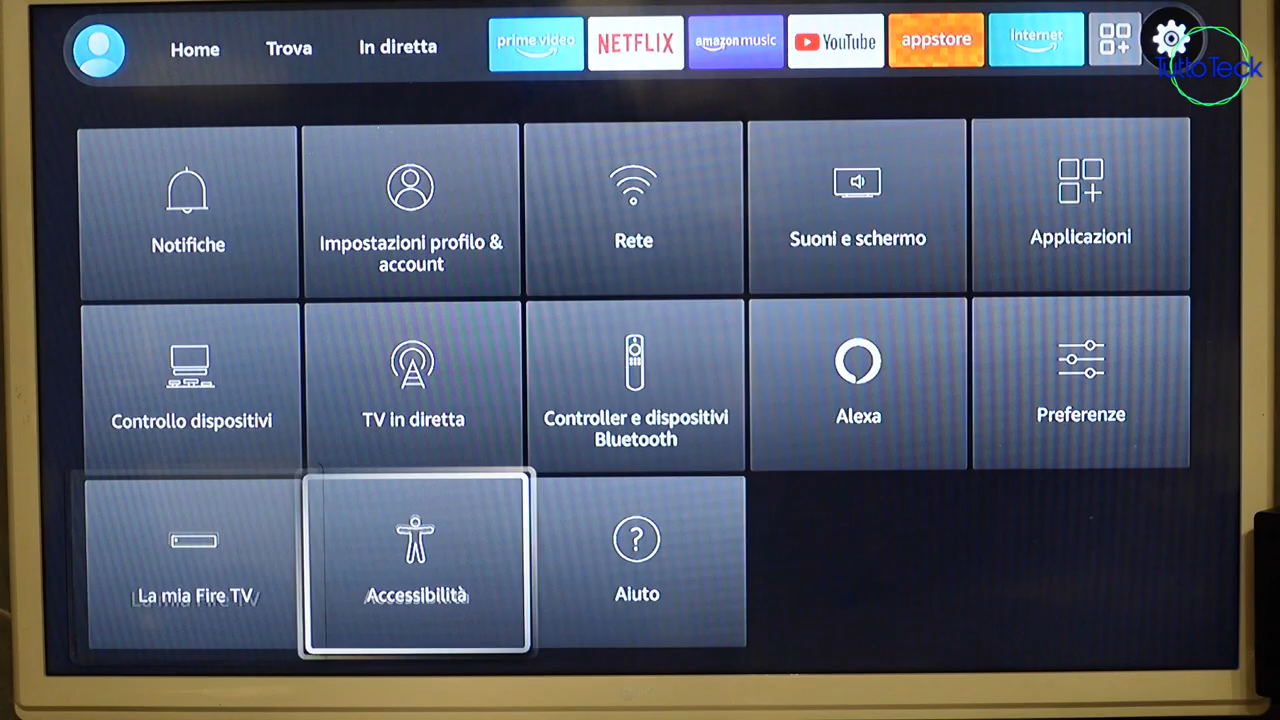 Home
Trova
In diretta
prime video
NETFLIX
amazon music
YouTube
appstore
internet
TuttoTeck
Notifiche
Impostazioni profilo &
account
Rete
Suoni e schermo
Applicazioni
Controllo dispositivi
TV in diretta
Controller e dispositivi
Bluetooth
Alexa
Preferenze
La mia Fire TV
Accessibilità
?
Aiuto